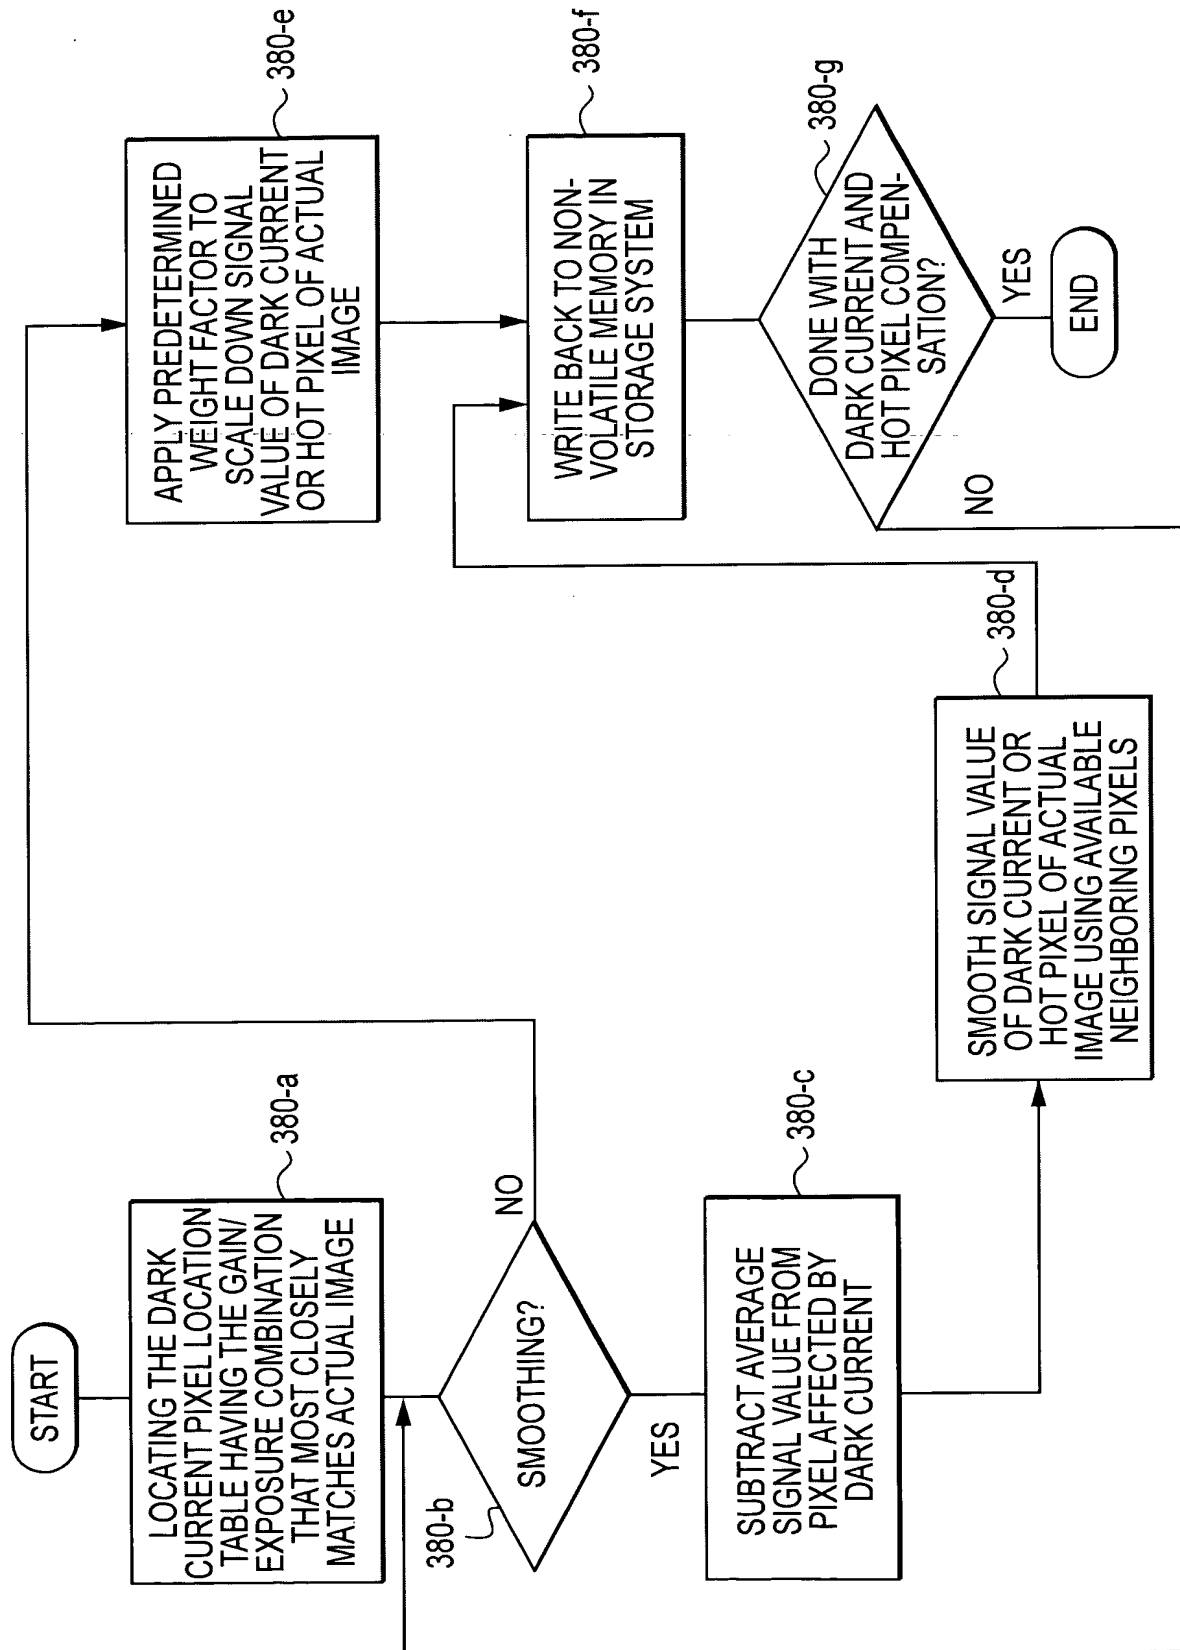 START
LOCATING THE DARK
CURRENT PIXEL LOCATION
TABLE HAVING THE GAIN/
EXPOSURE COMBINATION
THAT MOST CLOSELY
MATCHES ACTUAL IMAGE
380-a
380-b
SMOOTHING?
NO
YES
SUBTRACT AVERAGE
SIGNAL VALUE FROM
PIXEL AFFECTED BY
DARK CURRENT
380-c
SMOOTH SIGNAL VALUE
OF DARK CURRENT OR
HOT PIXEL OF ACTUAL
IMAGE USING AVAILABLE
NEIGHBORING PIXELS
380-d
APPLY PREDETERMINED
WEIGHT FACTOR TO
SCALE DOWN SIGNAL
VALUE OF DARK CURRENT
OR HOT PIXEL OF ACTUAL
IMAGE
380-e
WRITE BACK TO NON-
VOLATILE MEMORY IN
STORAGE SYSTEM
380-f
DONE WITH
DARK CURRENT AND
HOT PIXEL COMPEN-
SATION?
380-g
NO
YES
END